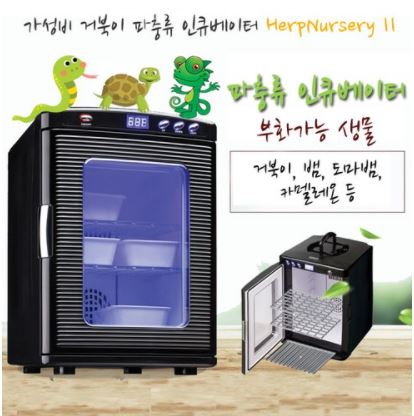 가성비 거북이 파충류 인큐베이터 HerpNursery II
파충류 인큐베이터
부화가능 생물
거북이, 뱀, 도마뱀,
카멜레온 등
68F